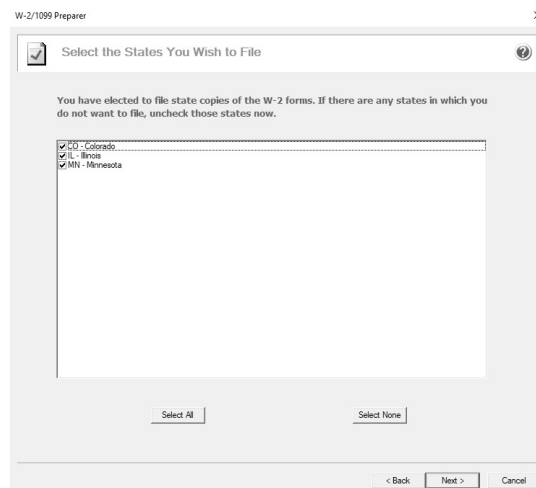 W-2/1099 Preparer
Select the States You Wish to File
You have elected to file state copies of the W-2 forms. If there are any states in which you
do not want to file, uncheck those states now.
CO - Colorado
IL - Illinois
MN - Minnesota
Select All
Select None
< Back
Next >
Cancel